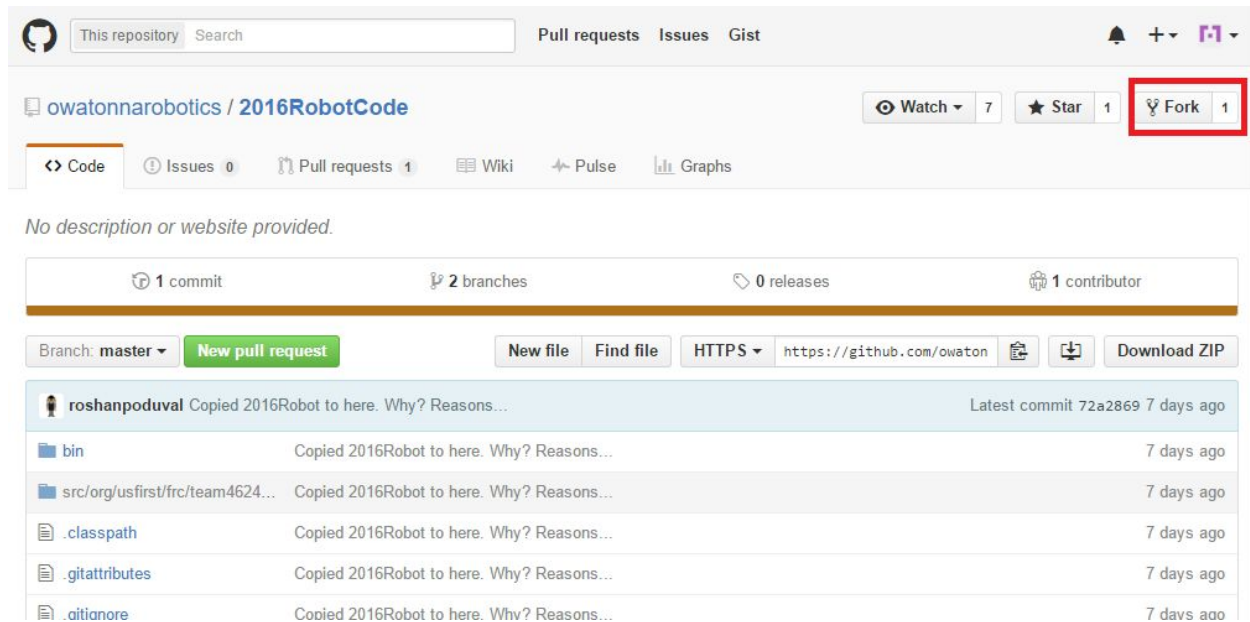 This repository Search Pull requests Issues Gist
owatonnarobotics / 2016RobotCode Watch 7 Star 1 Fork 1
Code Issues 0 Pull requests 1 Wiki Pulse Graphs
No description or website provided.
1 commit 2 branches 0 releases 1 contributor
Branch: master New pull request New file Find file HTTPS https://github.com/owaton Download ZIP
roshanpoduval Copied 2016Robot to here. Why? Reasons... Latest commit 72a2869 7 days ago
bin Copied 2016Robot to here. Why? Reasons... 7 days ago
src/org/usfirst/frc/team4624... Copied 2016Robot to here. Why? Reasons... 7 days ago
.classpath Copied 2016Robot to here. Why? Reasons... 7 days ago
.gitattributes Copied 2016Robot to here. Why? Reasons... 7 days ago
.gitignore Copied 2016Robot to here. Why? Reasons... 7 days ago